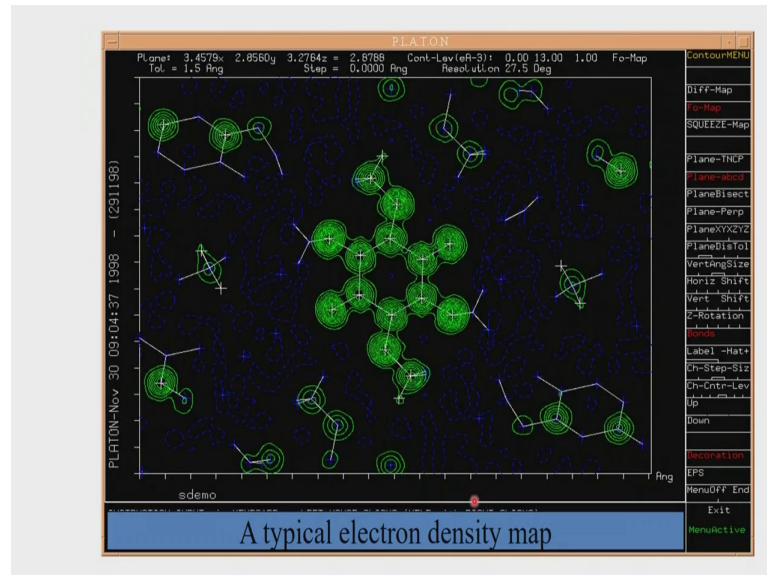 PLATON
Plane: 3.4579x 2.8560y 3.2764z = 2.8788 Cont-Lev(eA-3): 0.00 13.00 1.00 Fo-Map
Tol = 1.5 Ang Step = 0.0000 Ang Resolution 27.5 Deg
PLATON-Nov 30 09:04:37 1998 - (291198)
ContourMENU
Diff-Map
Fo-Map
SQUEEZE-Map
Plane-TNCP
Plane-abcd
PlaneBisect
Plane-Perp
PlaneXYXZYZ
PlaneDisTol
VertAngSize
Horiz Shift
Vert Shift
Z-Rotation
Bonds
Label -Hat+
Ch-Step-Siz
Ch-Cntr-Lev
Up
Down
Decoration
EPS
MenuOff End
Exit
MenuActive
Ang
sdemo
A typical electron density map